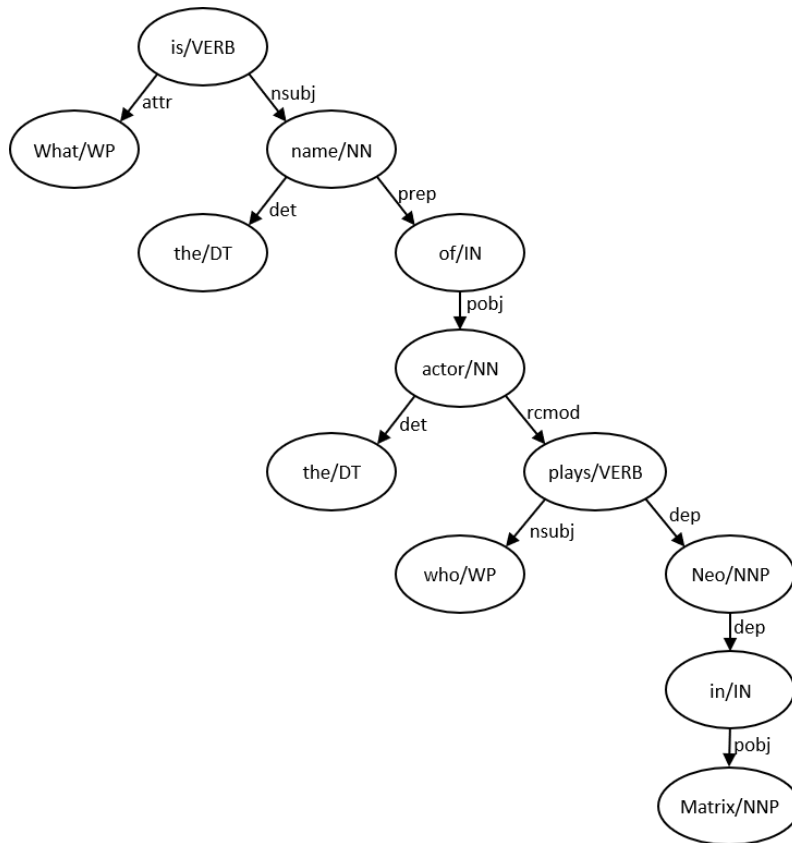 is/VERB
attr
nsubj
What/WP
name/NN
det
prep
the/DT
of/IN
pobj
actor/NN
det
rcmod
the/DT
plays/VERB
nsubj
dep
who/WP
Neo/NNP
dep
in/IN
pobj
Matrix/NNP